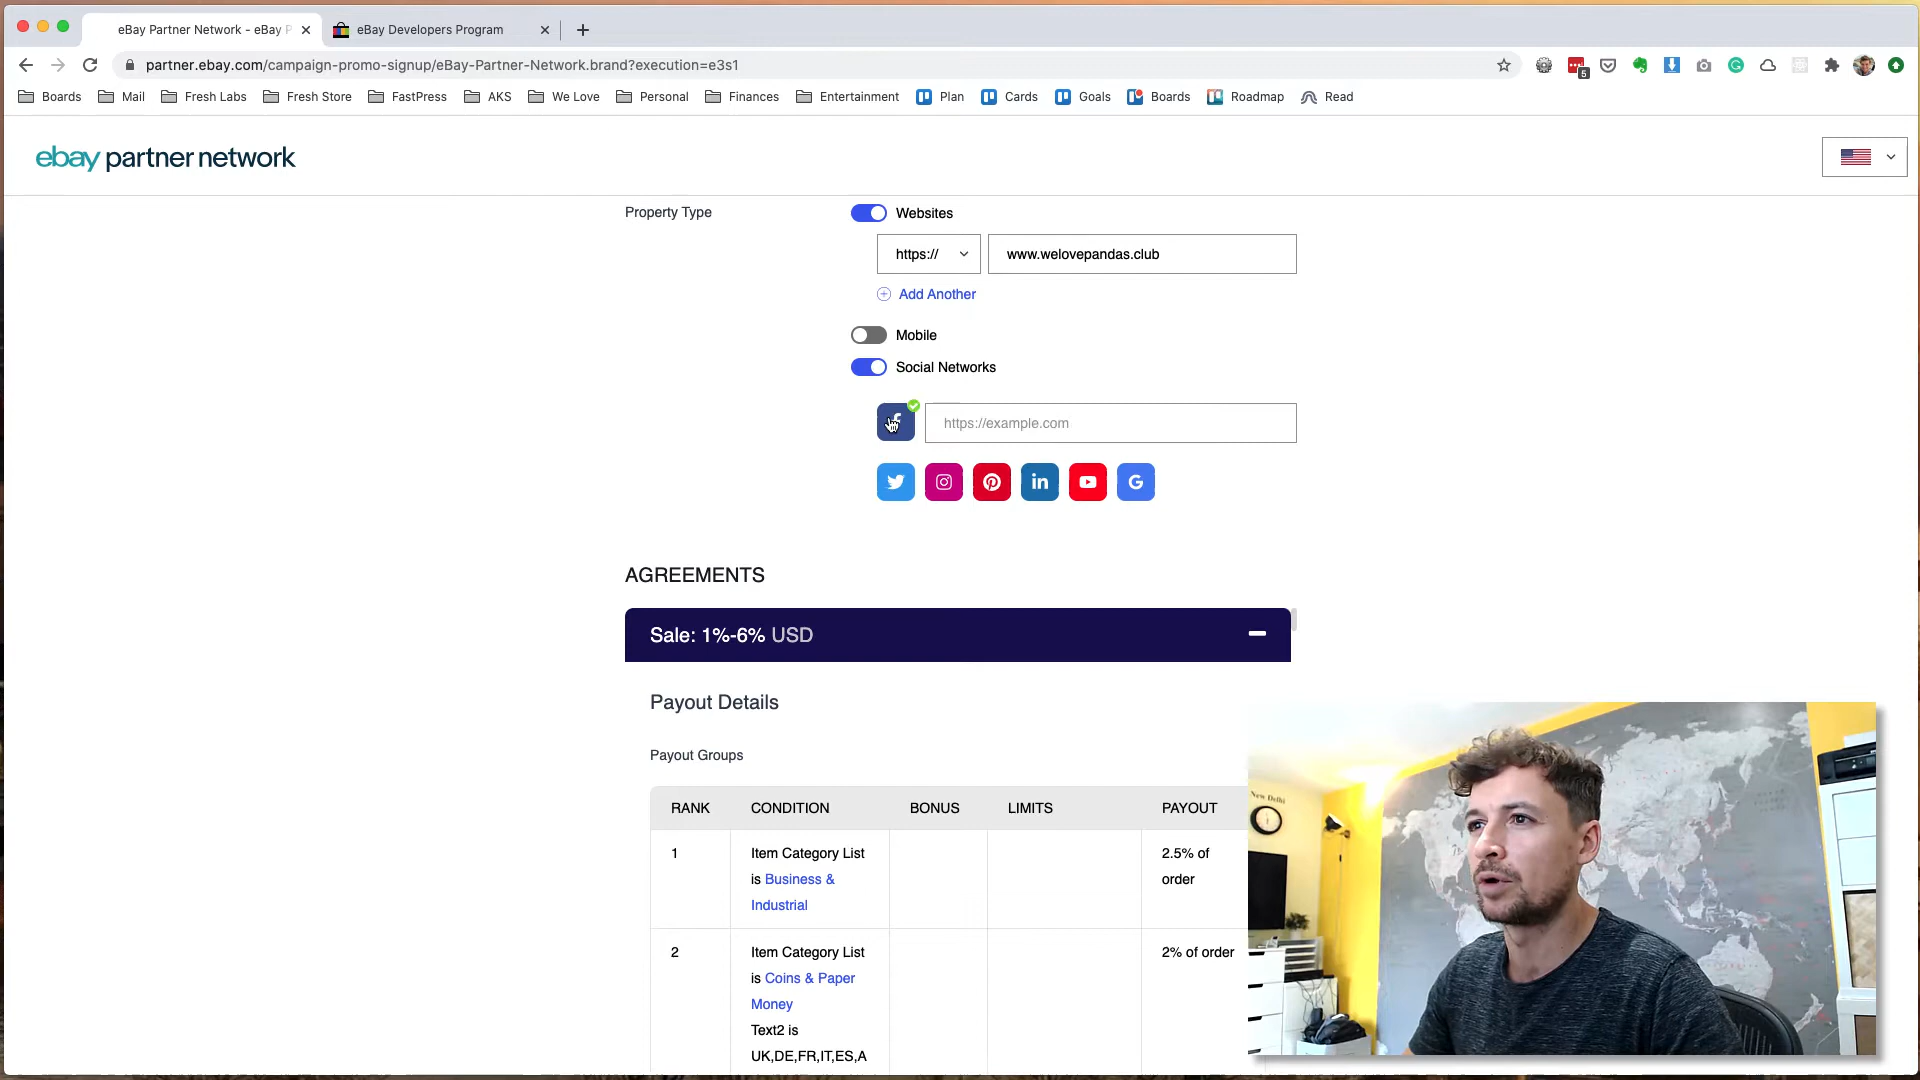 eBay Partner Network - eBay P
eBay Developers Program
partner.ebay.com/campaign-promo-signup/eBay-Partner-Network.brand?execution=e3s1
5
Boards Mail Fresh Labs Fresh Store FastPress AKS We Love Personal Finances Entertainment Plan Cards Goals Boards Roadmap Read
ebay partner network
Property Type
Websites
https://
www.welovepandas.club
Add Another
Mobile
Social Networks
https://example.com
AGREEMENTS
Sale: 1%-6% USD
Payout Details
Payout Groups
RANK CONDITION BONUS LIMITS PAYOUT
1 Item Category List 2.5% of
is Business & order
Industrial
2 Item Category List 2% of order
is Coins & Paper
Money
Text2 is
UK,DE,FR,IT,ES,A
New Delhi